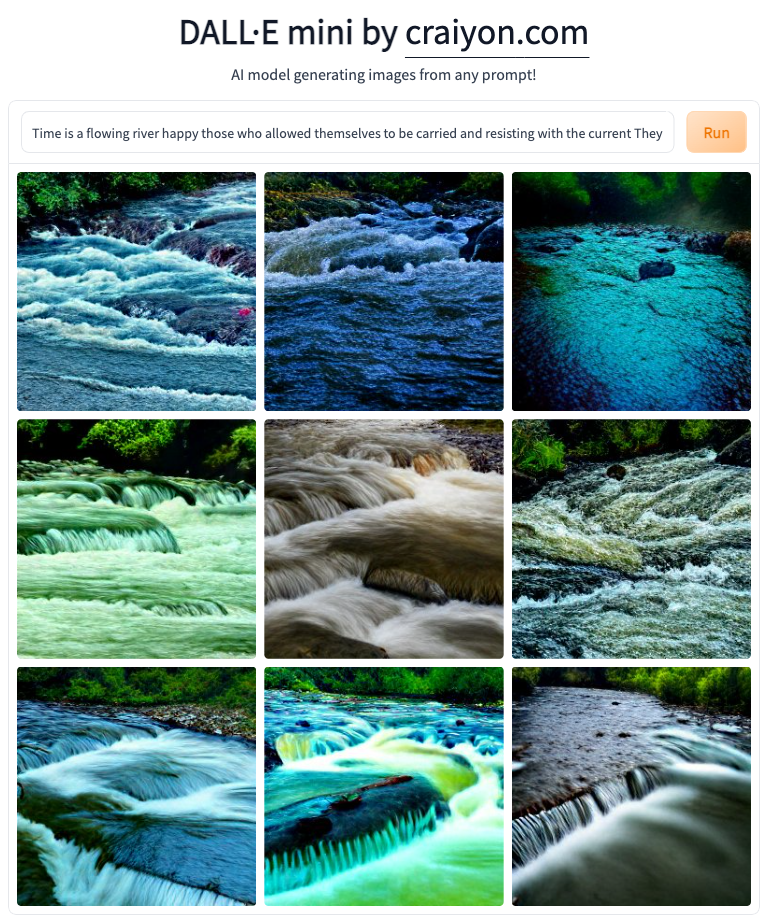 DALL·E mini by craiyon.com
AI model generating images from any prompt!
Time is a flowing river happy those who allowed themselves to be carried and resisting with the current They
Run